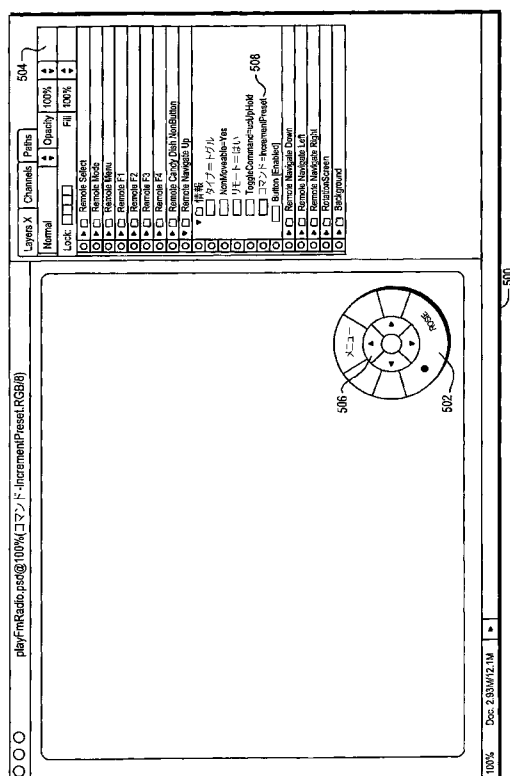 playFmRadio.psd@100%(コマンド-IncrementPreset.RGB/8)
Layers X
Channels
Paths
504
Normal
Opacity
100%
Lock:
Fill
100%
Remote Select
Remote Mode
Remote Menu
Remote F1
Remote F2
Remote F3
Remote F4
Remote Candy Dish NonButton
Remote Navigate Up
情報
タイプ=トグル
NonMoveable=Yes
リモート=はい
ToggleCommand=uciUpHold
コマンド=IncrementPreset
508
Button [Enabled]
Remote Navigate Down
Remote Navigate Left
Remote Navigate Right
RotationScreen
Background
506
メニュー
502
100%
Doc. 2.93M/12.1M
500